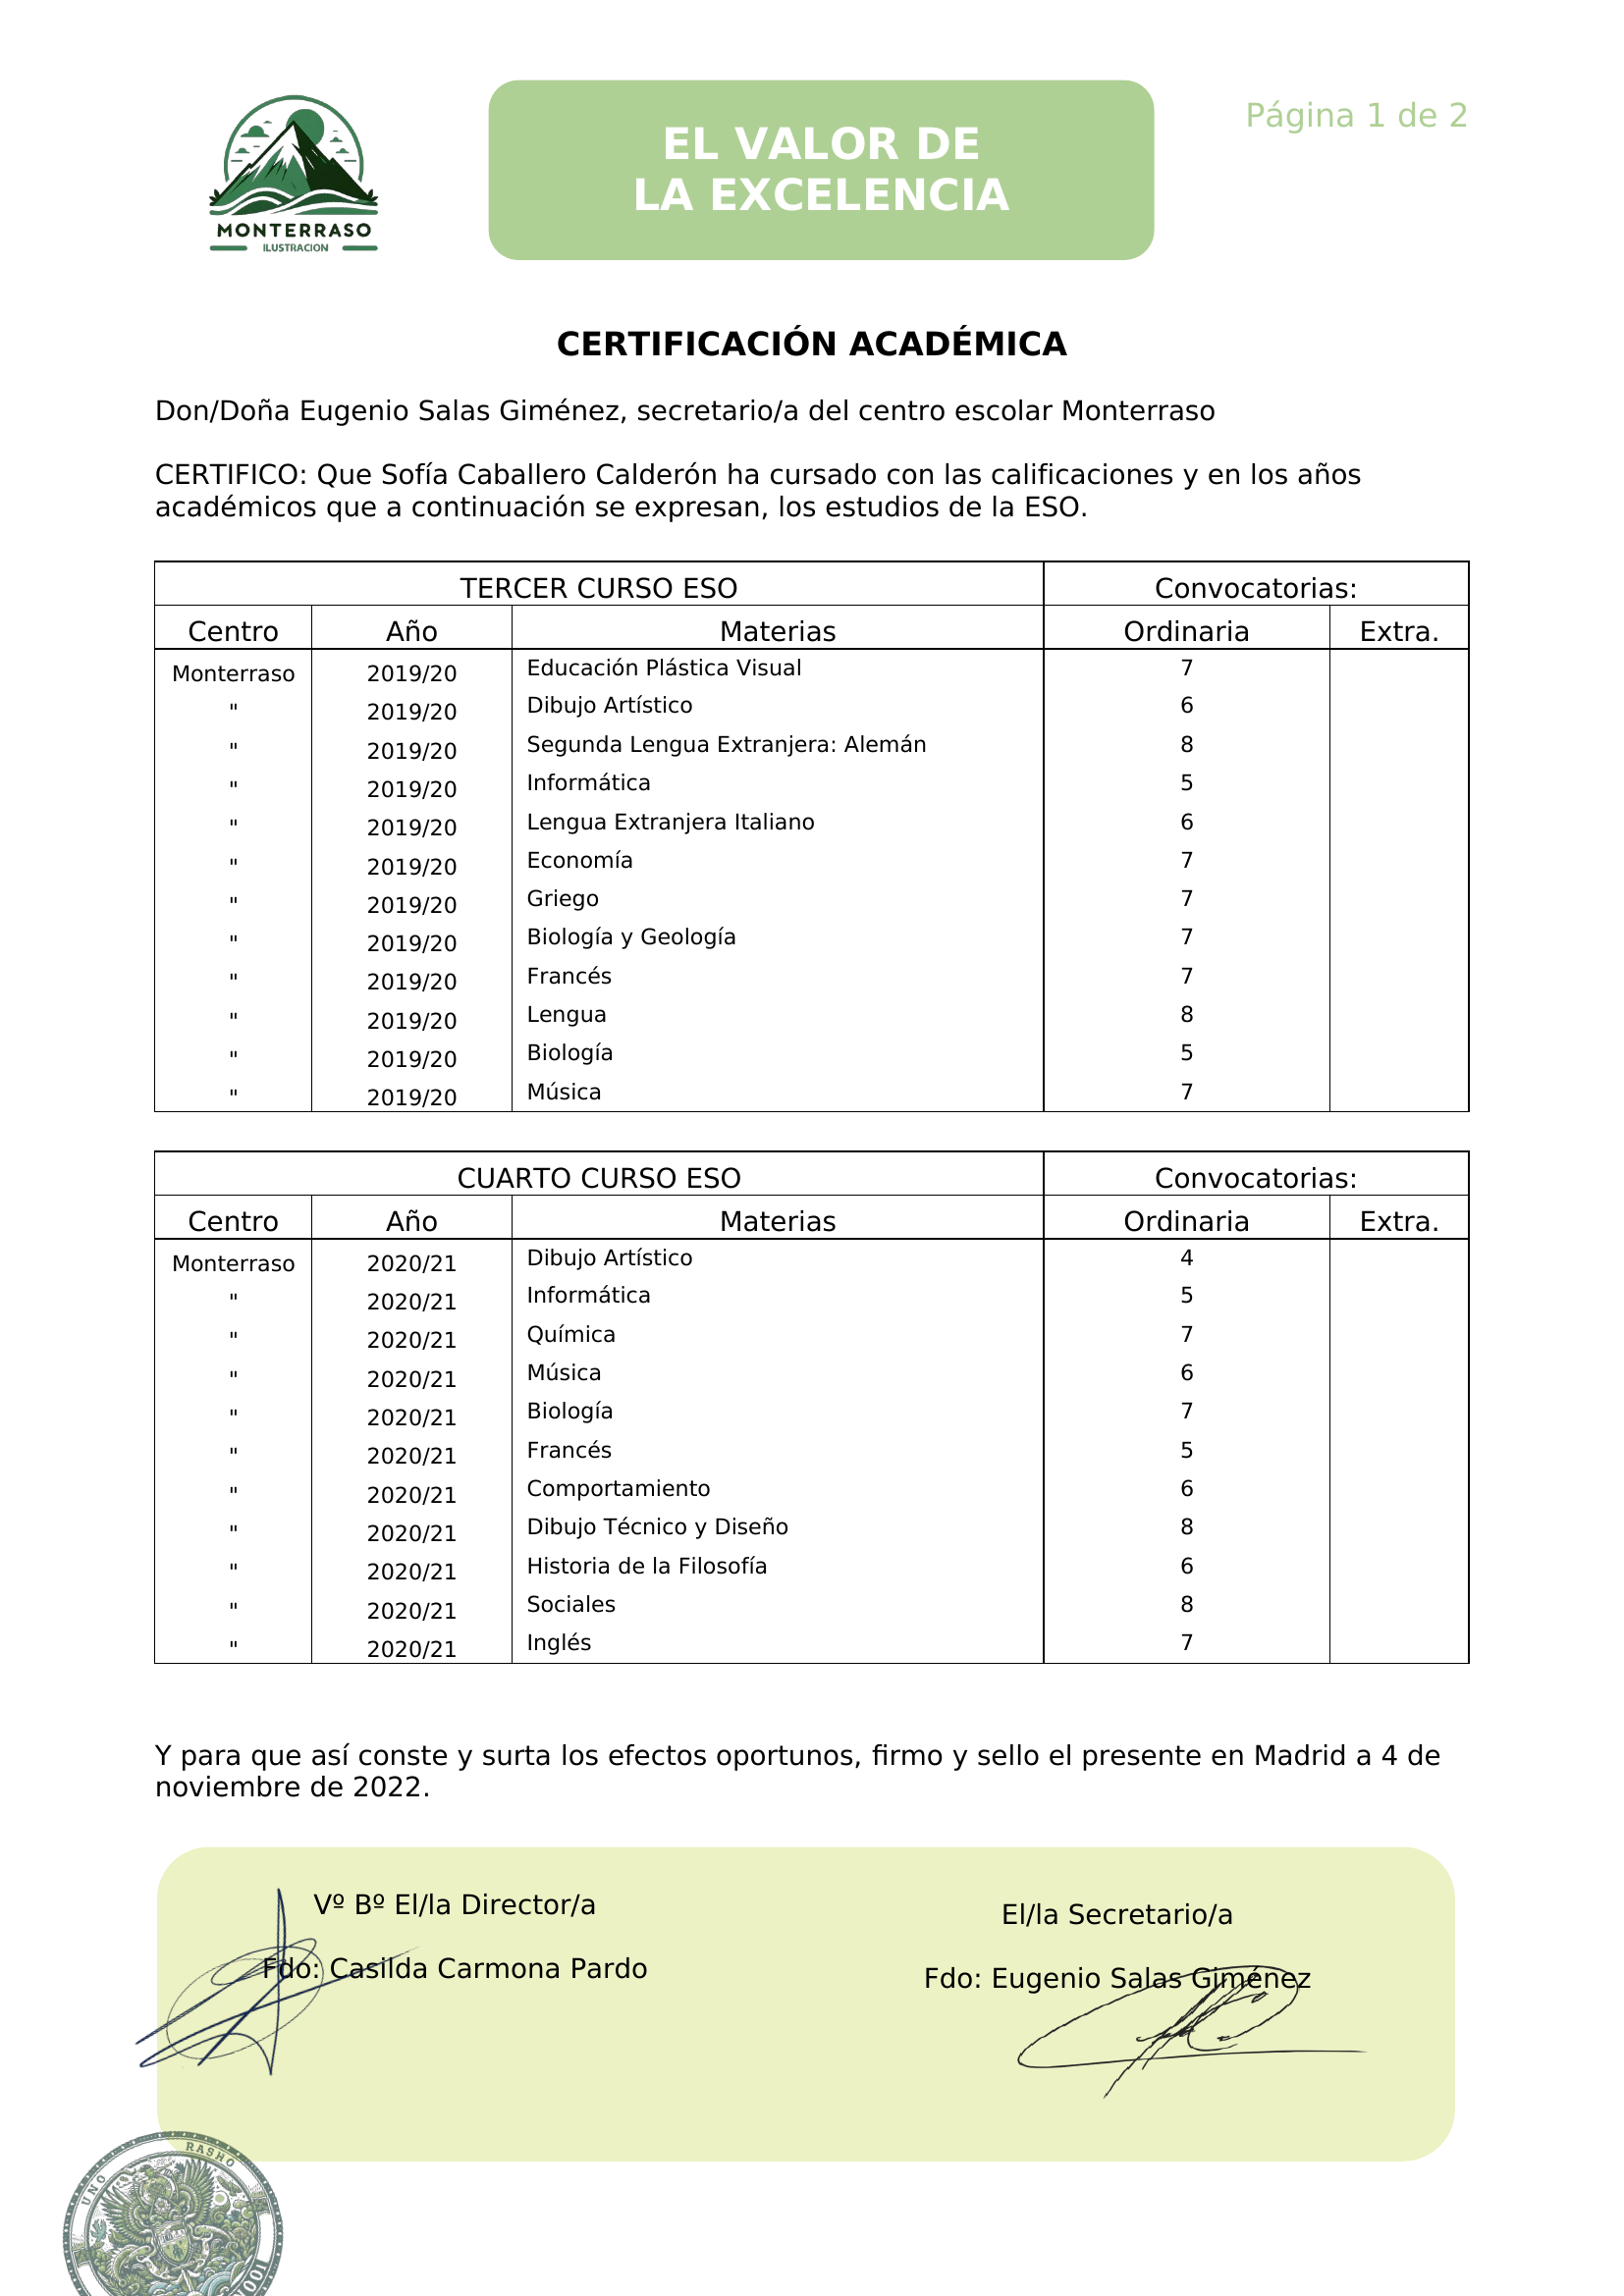 MONTERRASO
ILUSTRACION
EL VALOR DE
LA EXCELENCIA
Página 1 de 2
CERTIFICACIÓN ACADÉMICA
Don/Doña Eugenio Salas Giménez, secretario/a del centro escolar Monterraso
CERTIFICO: Que Sofía Caballero Calderón ha cursado con las calificaciones y en los años
académicos que a continuación se expresan, los estudios de la ESO.
TERCER CURSO ESO Convocatorias:
Centro Año Materias Ordinaria Extra.
Monterraso 2019/20 Educación Plástica Visual 7
" 2019/20 Dibujo Artístico 6
" 2019/20 Segunda Lengua Extranjera: Alemán 8
" 2019/20 Informática 5
" 2019/20 Lengua Extranjera Italiano 6
" 2019/20 Economía 7
" 2019/20 Griego 7
" 2019/20 Biología y Geología 7
" 2019/20 Francés 7
" 2019/20 Lengua 8
" 2019/20 Biología 5
" 2019/20 Música 7
CUARTO CURSO ESO Convocatorias:
Centro Año Materias Ordinaria Extra.
Monterraso 2020/21 Dibujo Artístico 4
" 2020/21 Informática 5
" 2020/21 Química 7
" 2020/21 Música 6
" 2020/21 Biología 7
" 2020/21 Francés 5
" 2020/21 Comportamiento 6
" 2020/21 Dibujo Técnico y Diseño 8
" 2020/21 Historia de la Filosofía 6
" 2020/21 Sociales 8
" 2020/21 Inglés 7
Y para que así conste y surta los efectos oportunos, firmo y sello el presente en Madrid a 4 de
noviembre de 2022.
Vº Bº El/la Director/a
Fdo: Casilda Carmona Pardo
El/la Secretario/a
Fdo: Eugenio Salas Giménez
UNO RASHO